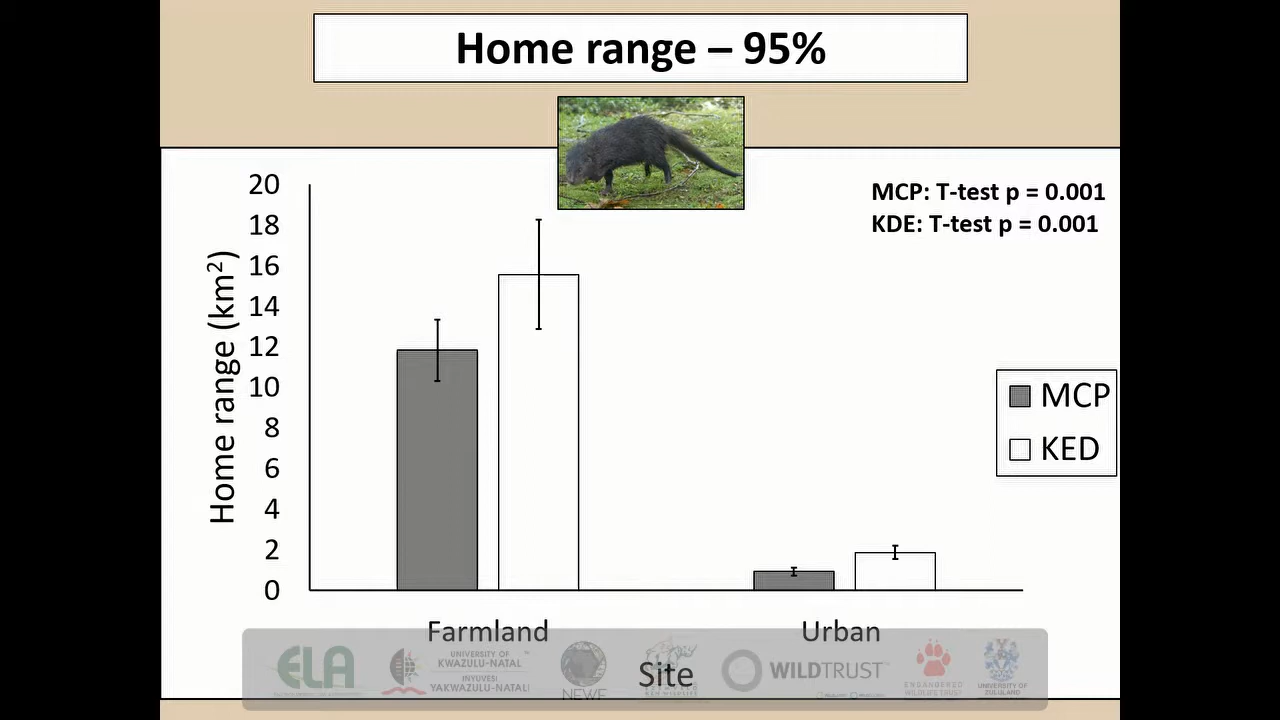 Home range – 95%
MCP: T-test p = 0.001
KDE: T-test p = 0.001
20
18
16
14
12
10
8
6
4
2
0
Home range (km²)
MCP
KED
Farmland
Urban
Site
ELA
UNIVERSITY OF
KWAZULU-NATAL
INYUVESI
YAKWAZULU-NATALI
NEWF
WILDTRUST
ENDANGERED
WILDLIFE TRUST
UNIVERSITY OF
ZULULAND